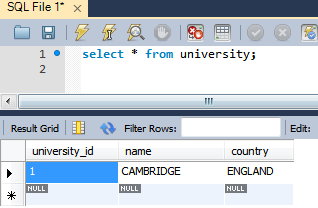 SQL File 1*
1 select * from university;
2
Result Grid Filter Rows: Edit:
university_id name country
1 CAMBRIDGE ENGLAND
NULL NULL NULL